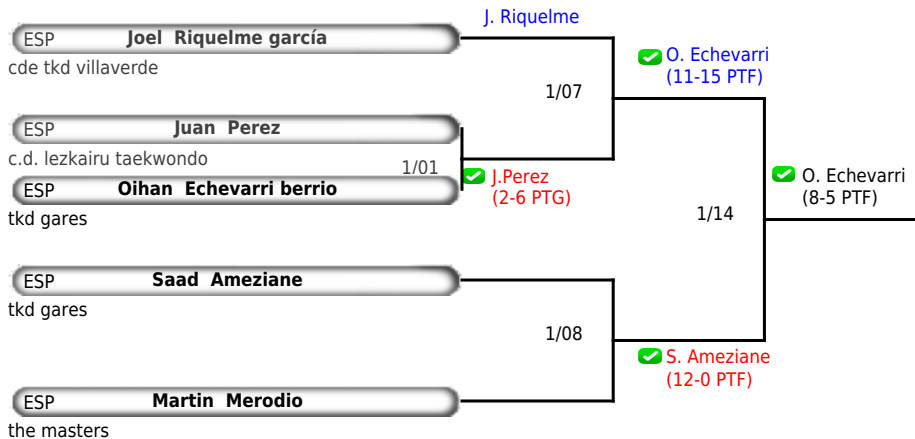 J. Riquelme
ESP Joel Riquelme garcía
cde tkd villaverde
O. Echevarri
(11-15 PTF)
1/07
ESP Juan Perez
c.d. lezkairu taekwondo
1/01
J.Perez
(2-6 PTG)
ESP Oihan Echevarri berrio
tkd gares
O. Echevarri
(8-5 PTF)
1/14
ESP Saad Ameziane
tkd gares
1/08
S. Ameziane
(12-0 PTF)
ESP Martin Merodio
the masters